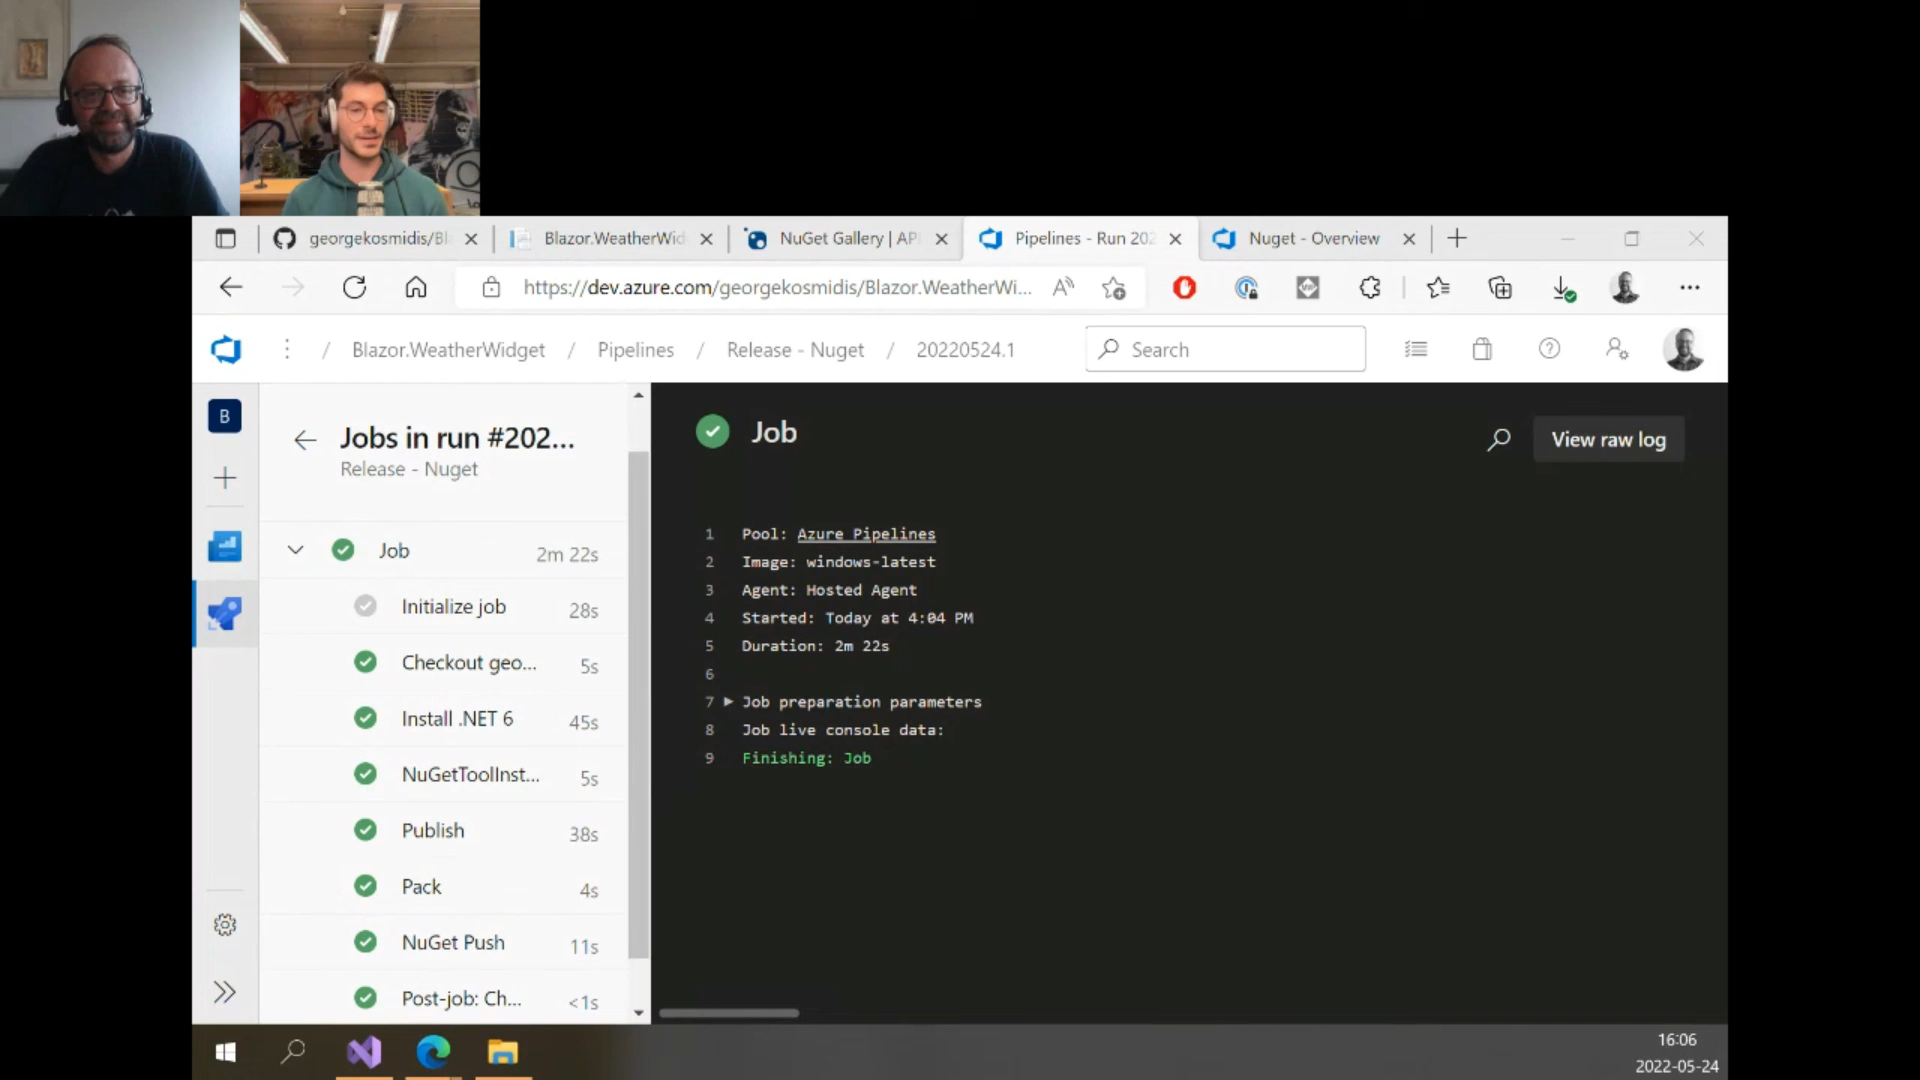 georgekosmidis/Bl
Blazor.WeatherWid
NuGet Gallery | AP
Pipelines - Run 202
Nuget - Overview
https://dev.azure.com/georgekosmidis/Blazor.WeatherWi...
/ Blazor.WeatherWidget / Pipelines / Release - Nuget / 20220524.1
Search
B
Jobs in run #202...
Release - Nuget
Job 2m 22s
Initialize job 28s
Checkout geo... 5s
Install .NET 6 45s
NuGetToolInst... 5s
Publish 38s
Pack 4s
NuGet Push 11s
Post-job: Ch... <1s
Job
View raw log
1 Pool: Azure Pipelines
2 Image: windows-latest
3 Agent: Hosted Agent
4 Started: Today at 4:04 PM
5 Duration: 2m 22s
6
7 Job preparation parameters
8 Job live console data:
9 Finishing: Job
16:06
2022-05-24